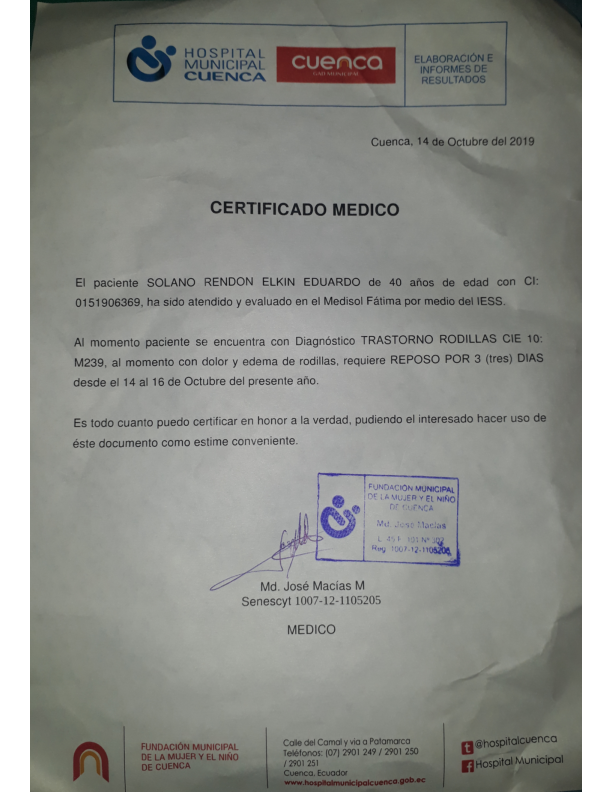 HOSPITAL
MUNICIPAL
CUENCA
cuenca
GAD MUNICIPAL
ELABORACIÓN E
INFORMES DE
RESULTADOS
Cuenca, 14 de Octubre del 2019
CERTIFICADO MEDICO
El paciente SOLANO RENDON ELKIN EDUARDO de 40 años de edad con CI:
0151906369, ha sido atendido y evaluado en el Medisol Fátima por medio del IESS.
Al momento paciente se encuentra con Diagnóstico TRASTORNO RODILLAS CIE 10:
M239, al momento con dolor y edema de rodillas, requiere REPOSO POR 3 (tres) DIAS
desde el 14 al 16 de Octubre del presente año.
Es todo cuanto puedo certificar en honor a la verdad, pudiendo el interesado hacer uso de
éste documento como estime conveniente.
FUNDACIÓN MUNICIPAL
DE LA MUJER Y EL NIÑO
DE CUENCA
Md. José Macías
Reg. 1007-12-1105205
Md. José Macías M
Senescyt 1007-12-1105205
MEDICO
FUNDACIÓN MUNICIPAL
DE LA MUJER Y EL NIÑO
DE CUENCA
Calle del Camal y via a Patamarca
Teléfonos: (07) 2901 249 / 2901 250
/ 2901 251
Cuenca, Ecuador
www.hospitalmunicipalcuenca.gob.ec
@hospitalcuenca
Hospital Municipal